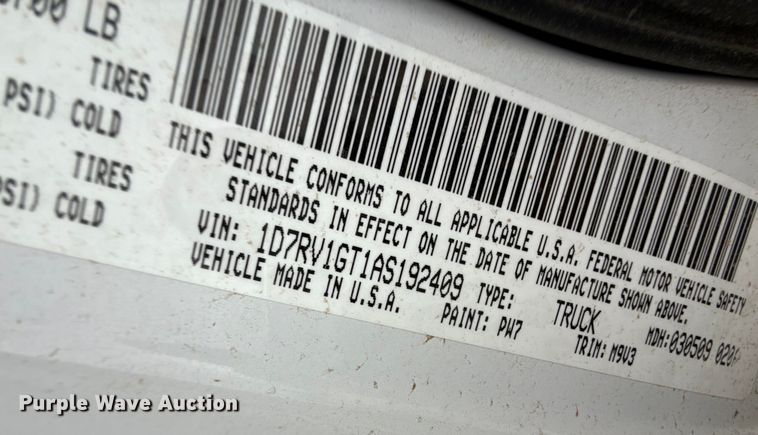 LB
TIRES
PSI) COLD
TIRES
PSI) COLD
THIS VEHICLE CONFORMS TO ALL APPLICABLE U.S.A. FEDERAL MOTOR VEHICLE SAFETY
STANDARDS IN EFFECT ON THE DATE OF MANUFACTURE SHOWN ABOVE.
VIN: 1D7RV1GT1AS192409 TYPE: TRUCK MDH: 030509
VEHICLE MADE IN U.S.A. PAINT: PW7 TRIM: M9V3
Purple Wave Auction